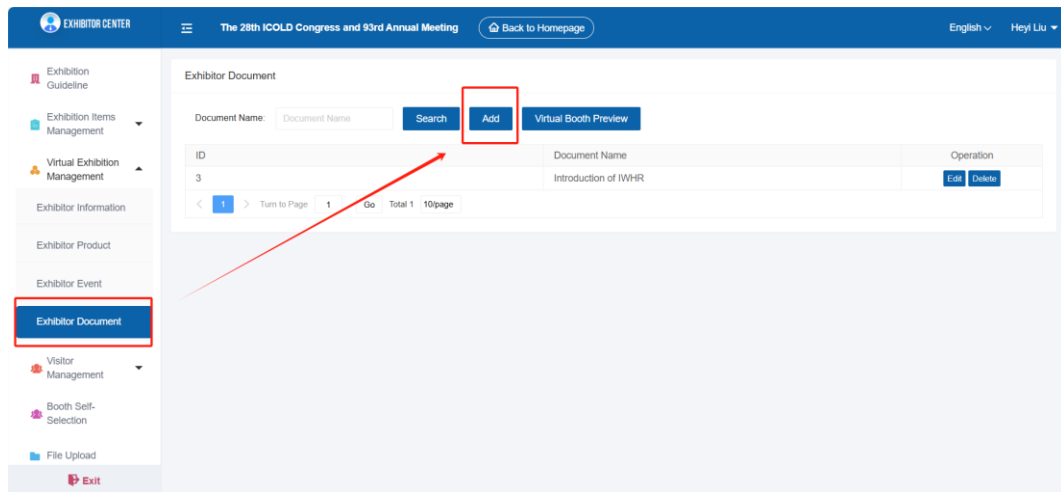 EXHIBITOR CENTER
The 28th ICOLD Congress and 93rd Annual Meeting
Back to Homepage
English
Heyi Liu
Exhibition
Guideline
Exhibition Items
Management
Virtual Exhibition
Management
Exhibitor Information
Exhibitor Product
Exhibitor Event
Exhibitor Document
Visitor
Management
Booth Self-
Selection
File Upload
Exit
Exhibitor Document
Document Name: Document Name Search Add Virtual Booth Preview
ID Document Name Operation
3 Introduction of IWHR Edit Delete
< 1 > Turn to Page 1 Go Total 1 10/page